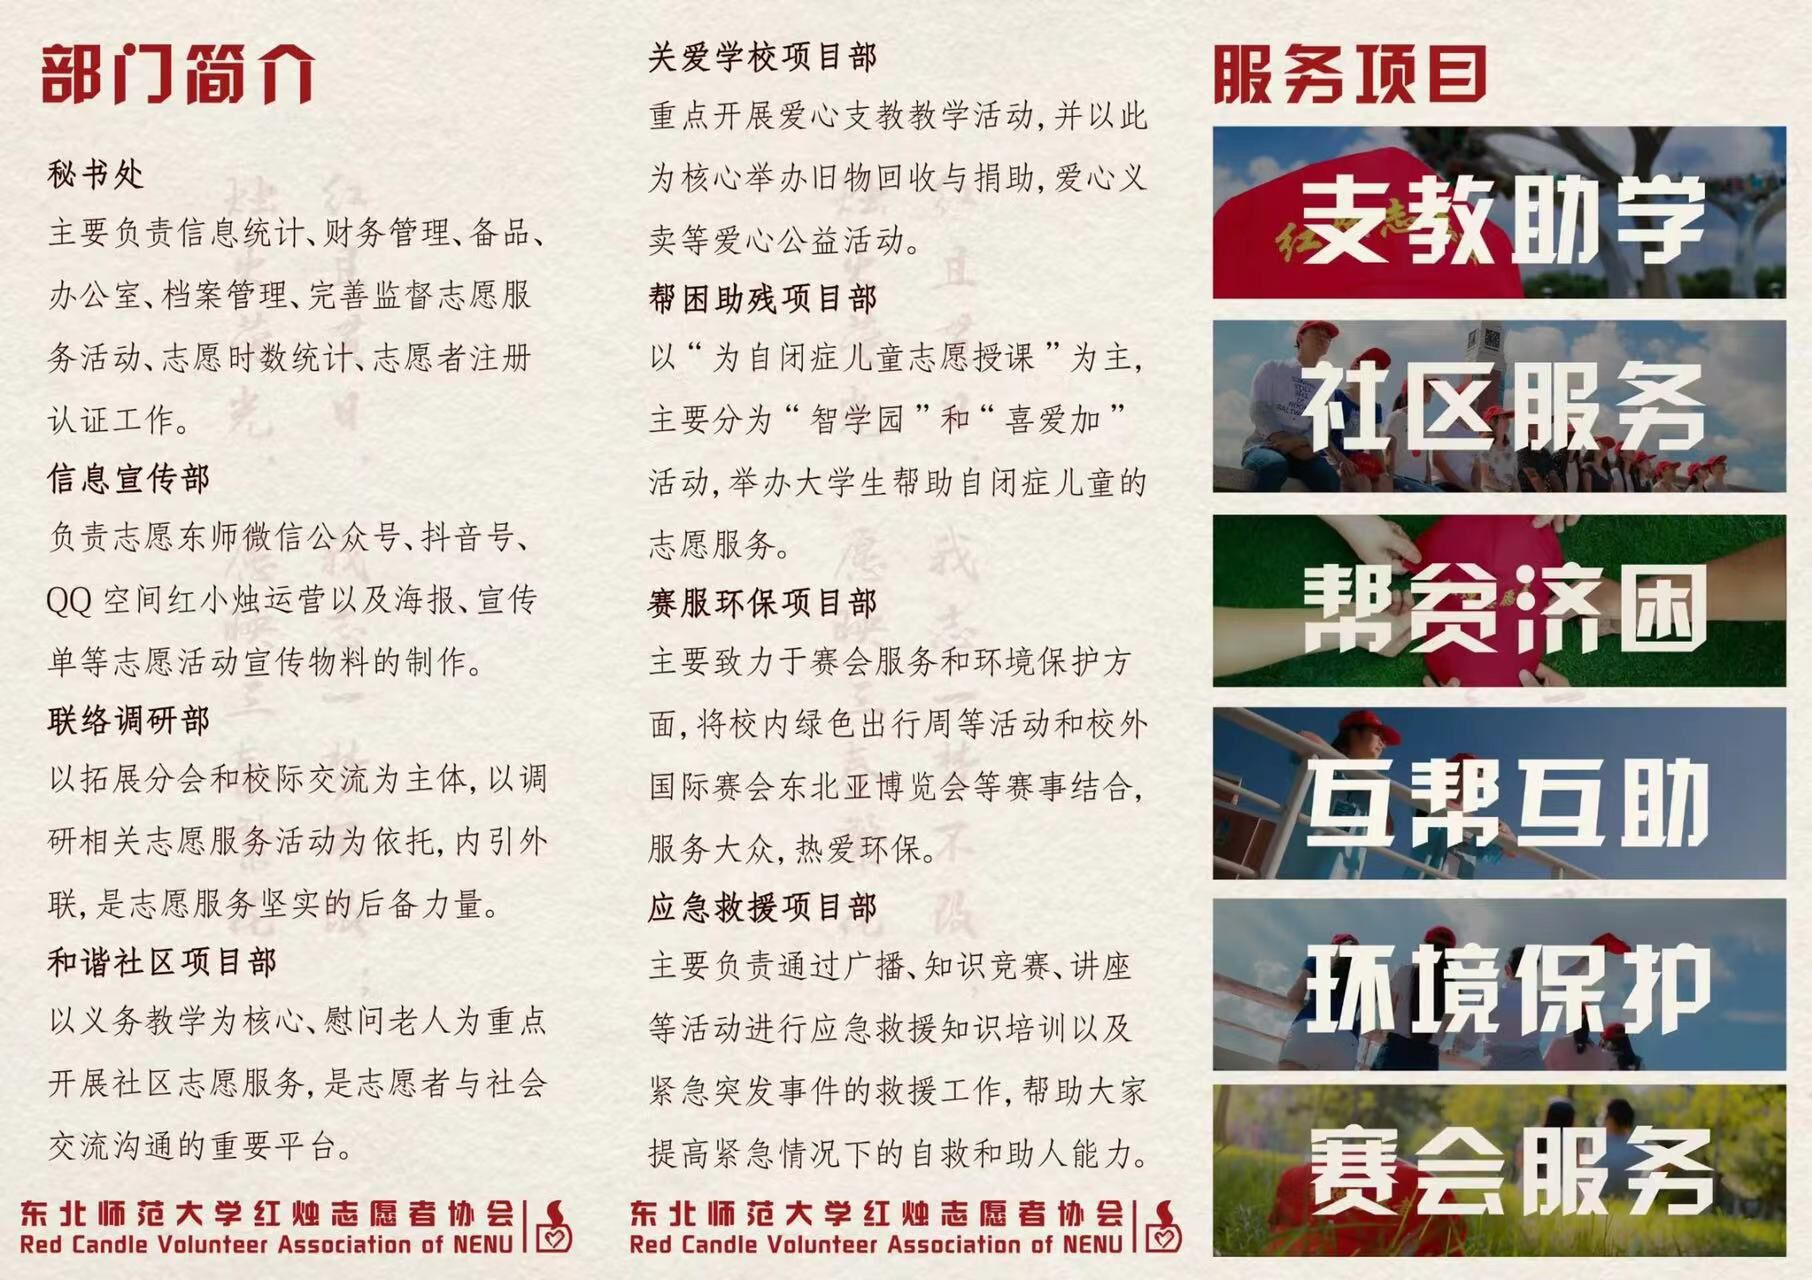 部门简介
秘书处
主要负责信息统计、财务管理、备品、
办公室、档案管理、完善监督志愿服
务活动、志愿时数统计、志愿者注册
认证工作。
信息宣传部
负责志愿东师微信公众号、抖音号、
QQ 空间红小烛运营以及海报、宣传
单等志愿活动宣传物料的制作。
联络调研部
以拓展分会和校际交流为主体,以调
研相关志愿服务活动为依托,内引外
联,是志愿服务坚实的后备力量。
和谐社区项目部
以义务教学为核心、慰问老人为重点
开展社区志愿服务,是志愿者与社会
交流沟通的重要平台。
东北师范大学红烛志愿者协会
Red Candle Volunteer Association of NENU
关爱学校项目部
重点开展爱心支教教学活动,并以此
为核心举办旧物回收与捐助,爱心义
卖等爱心公益活动。
帮困助残项目部
以“为自闭症儿童志愿授课”为主,
主要分为“智学园”和“喜爱加”
活动,举办大学生帮助自闭症儿童的
志愿服务。
赛服环保项目部
主要致力于赛会服务和环境保护方
面,将校内绿色出行周等活动和校外
国际赛会东北亚博览会等赛事结合,
服务大众,热爱环保。
应急救援项目部
主要负责通过广播、知识竞赛、讲座
等活动进行应急救援知识培训以及
紧急突发事件的救援工作,帮助大家
提高紧急情况下的自救和助人能力。
东北师范大学红烛志愿者协会
Red Candle Volunteer Association of NENU
服务项目
支教助学
社区服务
帮贫济困
互帮互助
环境保护
赛会服务